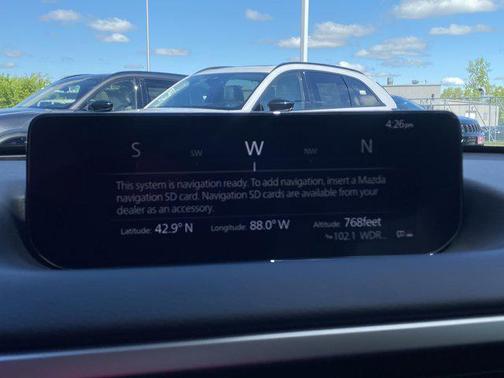 4:26pm
S SW W NW N
This system is navigation ready. To add navigation, insert a Mazda
navigation SD card. Navigation SD cards are available from your
dealer as an accessory.
Latitude: 42.9° N Longitude: 88.0° W Altitude: 768feet
102.1 WDR...